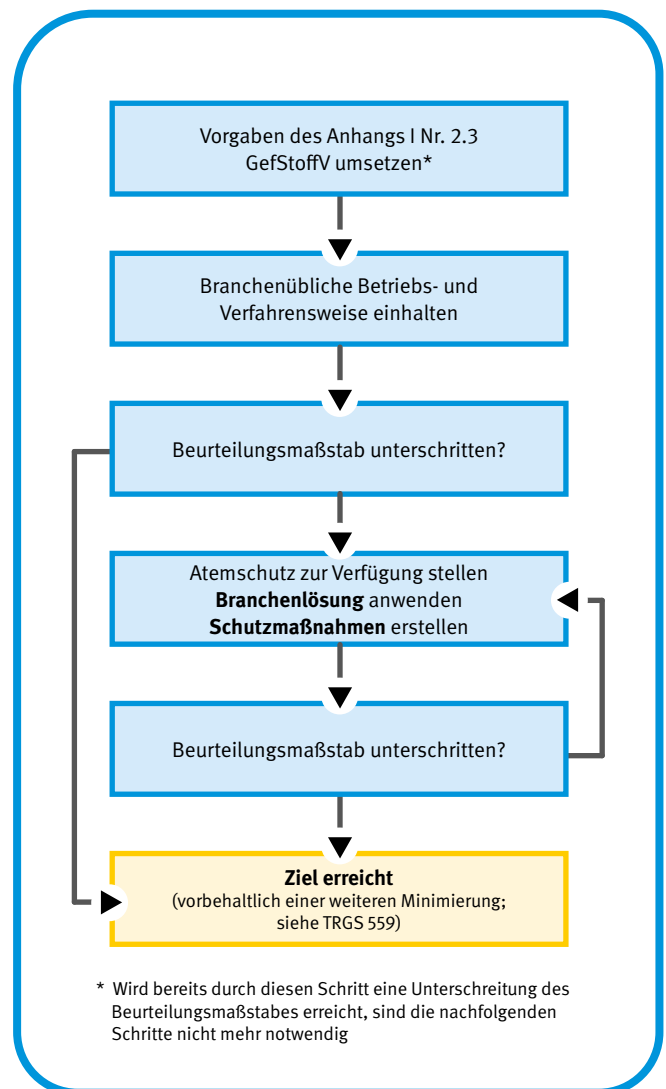 Vorgaben des Anhangs I Nr. 2.3
GefStoffV umsetzen*
Branchenübliche Betriebs- und
Verfahrensweise einhalten
Beurteilungsmaßstab unterschritten?
Atemschutz zur Verfügung stellen
Branchenlösung anwenden
Schutzmaßnahmen erstellen
Beurteilungsmaßstab unterschritten?
Ziel erreicht
(vorbehaltlich einer weiteren Minimierung;
siehe TRGS 559)
* Wird bereits durch diesen Schritt eine Unterschreitung des
Beurteilungsmaßstabes erreicht, sind die nachfolgenden
Schritte nicht mehr notwendig